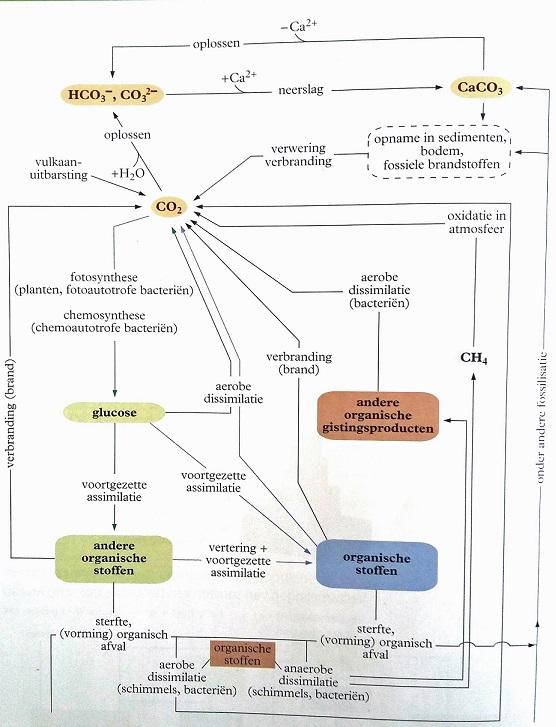 −Ca²⁺
oplossen
HCO₃⁻, CO₃²⁻
+Ca²⁺
neerslag
CaCO₃
oplossen
+H₂O
vulkaan-
uitbarsting
verwering
verbranding
opname in sedimenten,
bodem,
fossiele brandstoffen
CO₂
oxidatie in
atmosfeer
fotosynthese
(planten, fotoautotrofe bacteriën)
chemosynthese
(chemoautotrofe bacteriën)
aerobe
dissimilatie
(bacteriën)
verbranding
(brand)
CH₄
verbranding (brand)
onder andere fossilisatie
glucose
aerobe
dissimilatie
andere
organische
gistingsproducten
voortgezette
assimilatie
voortgezette
assimilatie
andere
organische
stoffen
vertering +
voortgezette
assimilatie
organische
stoffen
sterfte,
(vorming) organisch
afval
sterfte,
(vorming) organisch
afval
organische
stoffen
aerobe
dissimilatie
(schimmels, bacteriën)
anaerobe
dissimilatie
(schimmels, bacteriën)